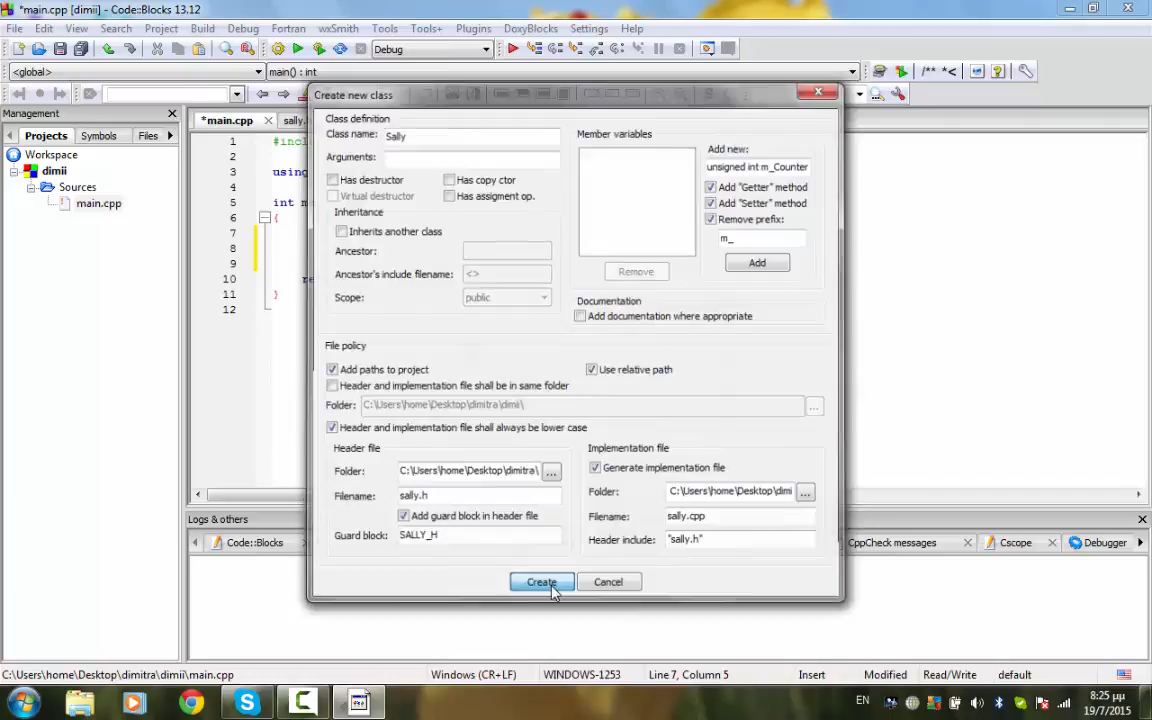 *main.cpp [dimii] - Code::Blocks 13.12
File Edit View Search Project Build Debug Fortran wxSmith Tools Tools+ Plugins DoxyBlocks Settings Help
Debug
/** *<
<global> main() : int
Management
Projects Symbols Files
Workspace
dimii
Sources
main.cpp
*main.cpp sally.
1 #incl
2
3 using
4
5 int m
6 {
7
8
9
10 re
11 }
12
Create new class
Class definition
Class name: Sally
Arguments:
Has destructor Has copy ctor
Virtual destructor Has assigment op.
Inheritance
Inherits another class
Ancestor:
Ancestor's include filename: <>
Scope: public
Member variables
Add new:
unsigned int m_Counter
Add "Getter" method
Add "Setter" method
Remove prefix:
m_
Add
Remove
Documentation
Add documentation where appropriate
File policy
Add paths to project Use relative path
Header and implementation file shall be in same folder
Folder: C:\Users\home\Desktop\dimitra\dimii\ ...
Header and implementation file shall always be lower case
Header file
Folder: C:\Users\home\Desktop\dimitra\ ...
Filename: sally.h
Add guard block in header file
Guard block: SALLY_H
Implementation file
Generate implementation file
Folder: C:\Users\home\Desktop\dimi ...
Filename: sally.cpp
Header include: "sally.h"
Create Cancel
Logs & others
Code::Blocks CppCheck messages Cscope Debugger
C:\Users\home\Desktop\dimitra\dimii\main.cpp Windows (CR+LF) WINDOWS-1253 Line 7, Column 5 Insert Modified Read/Write default
EN 8:25 μμ
19/7/2015